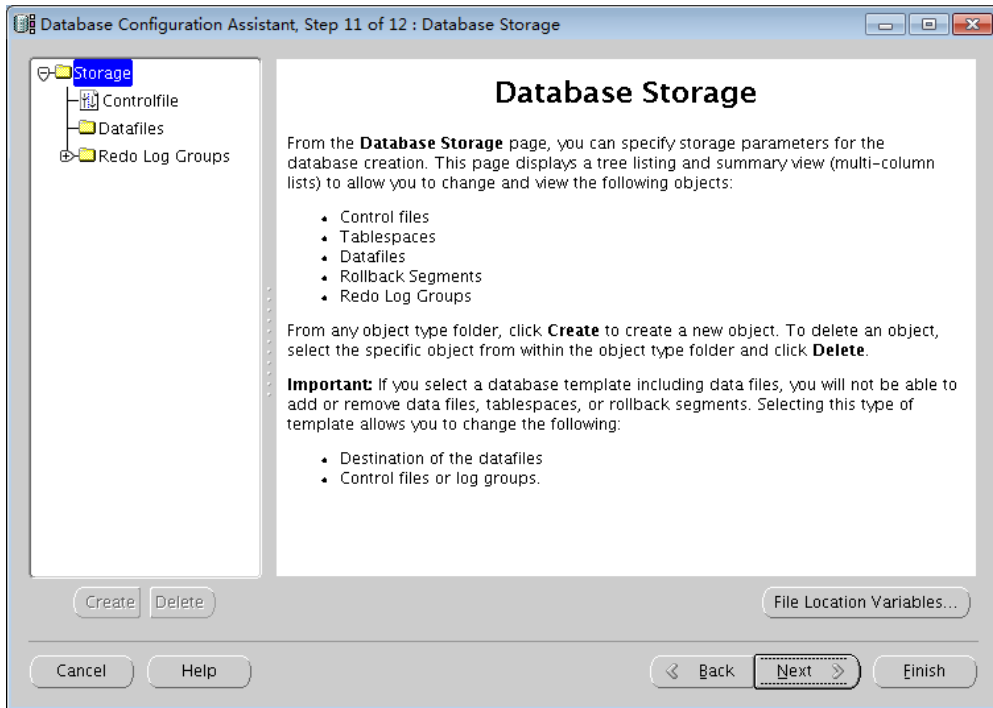 Database Configuration Assistant, Step 11 of 12 : Database Storage
Storage
Controlfile
Datafiles
Redo Log Groups
Database Storage
From the Database Storage page, you can specify storage parameters for the
database creation. This page displays a tree listing and summary view (multi-column
lists) to allow you to change and view the following objects:
• Control files
• Tablespaces
• Datafiles
• Rollback Segments
• Redo Log Groups
From any object type folder, click Create to create a new object. To delete an object,
select the specific object from within the object type folder and click Delete.
Important: If you select a database template including data files, you will not be able to
add or remove data files, tablespaces, or rollback segments. Selecting this type of
template allows you to change the following:
• Destination of the datafiles
• Control files or log groups.
Create Delete
File Location Variables...
Cancel Help Back Next Finish